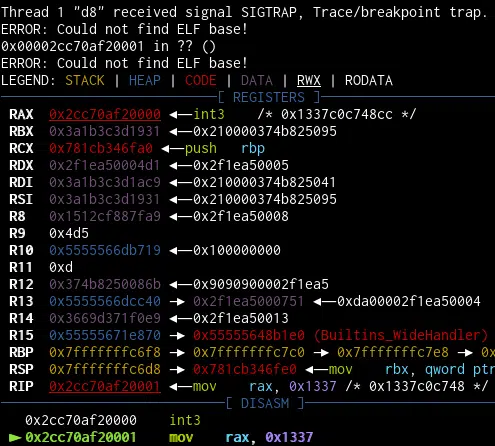 Thread 1 "d8" received signal SIGTRAP, Trace/breakpoint trap.
ERROR: Could not find ELF base!
0x00002cc70af20001 in ?? ()
ERROR: Could not find ELF base!
LEGEND: STACK | HEAP | CODE | DATA | RWX | RODATA
[ REGISTERS ]
RAX 0x2cc70af20000 ◂— int3 /* 0x1337c0c748cc */
RBX 0x3a1b3c3d1931 ◂— 0x210000374b825095
RCX 0x781cb346fa0 ◂— push rbp
RDX 0x2f1ea50004d1 ◂— 0x2f1ea50005
RDI 0x3a1b3c3d1ac9 ◂— 0x210000374b825041
RSI 0x3a1b3c3d1931 ◂— 0x210000374b825095
R8 0x1512cf887fa9 ◂— 0x2f1ea50008
R9 0x4d5
R10 0x5555566db719 ◂— 0x100000000
R11 0xd
R12 0x374b8250086b ◂— 0x9090900002f1ea5
R13 0x5555566dcc40 —▸ 0x2f1ea5000751 ◂— 0xda00002f1ea50004
R14 0x3669d371f0e9 ◂— 0x2f1ea50013
R15 0x55555671e870 —▸ 0x55555648b1e0 (Builtins_WideHandler)
RBP 0x7fffffffc6f8 —▸ 0x7fffffffc7c0 —▸ 0x7fffffffc7e8 —▸ 0x
RSP 0x7fffffffc6d8 —▸ 0x781cb346fe0 ◂— mov rbx, qword ptr
RIP 0x2cc70af20001 ◂— mov rax, 0x1337 /* 0x1337c0c748 */
[ DISASM ]
0x2cc70af20000 int3
► 0x2cc70af20001 mov rax, 0x1337